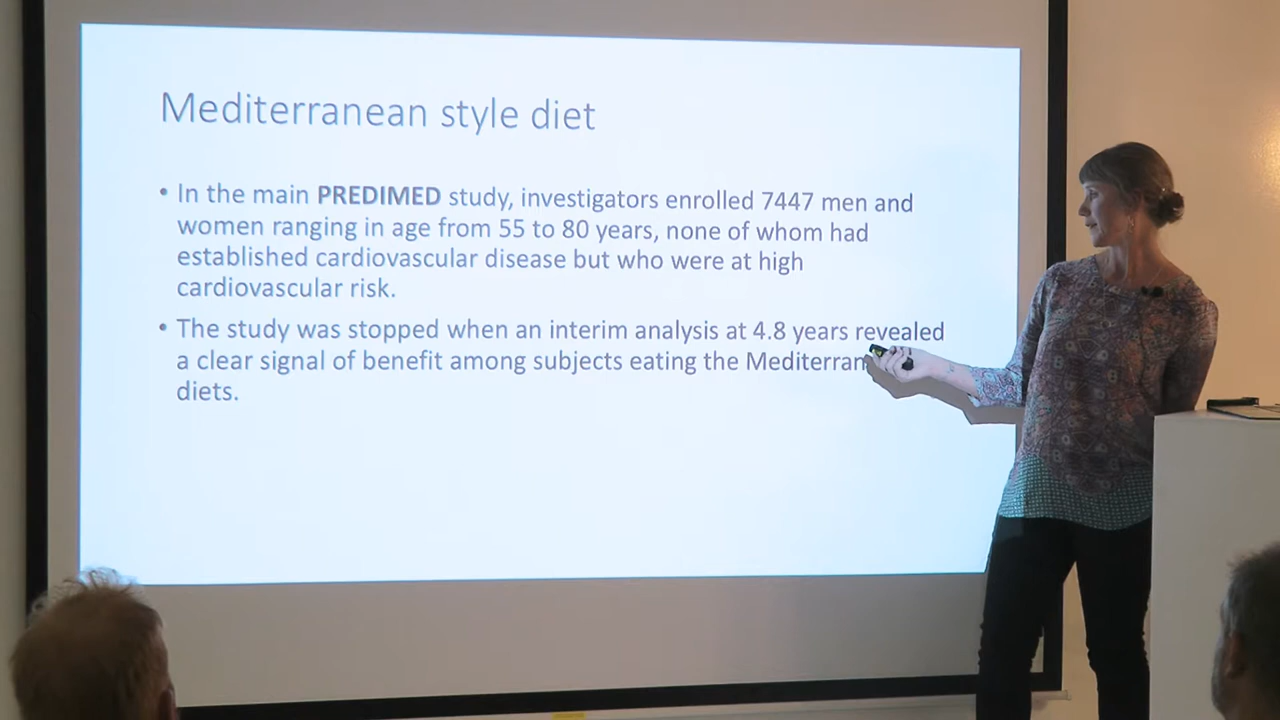 Mediterranean style diet
• In the main PREDIMED study, investigators enrolled 7447 men and
women ranging in age from 55 to 80 years, none of whom had
established cardiovascular disease but who were at high
cardiovascular risk.
• The study was stopped when an interim analysis at 4.8 years revealed
a clear signal of benefit among subjects eating the Mediterran
diets.